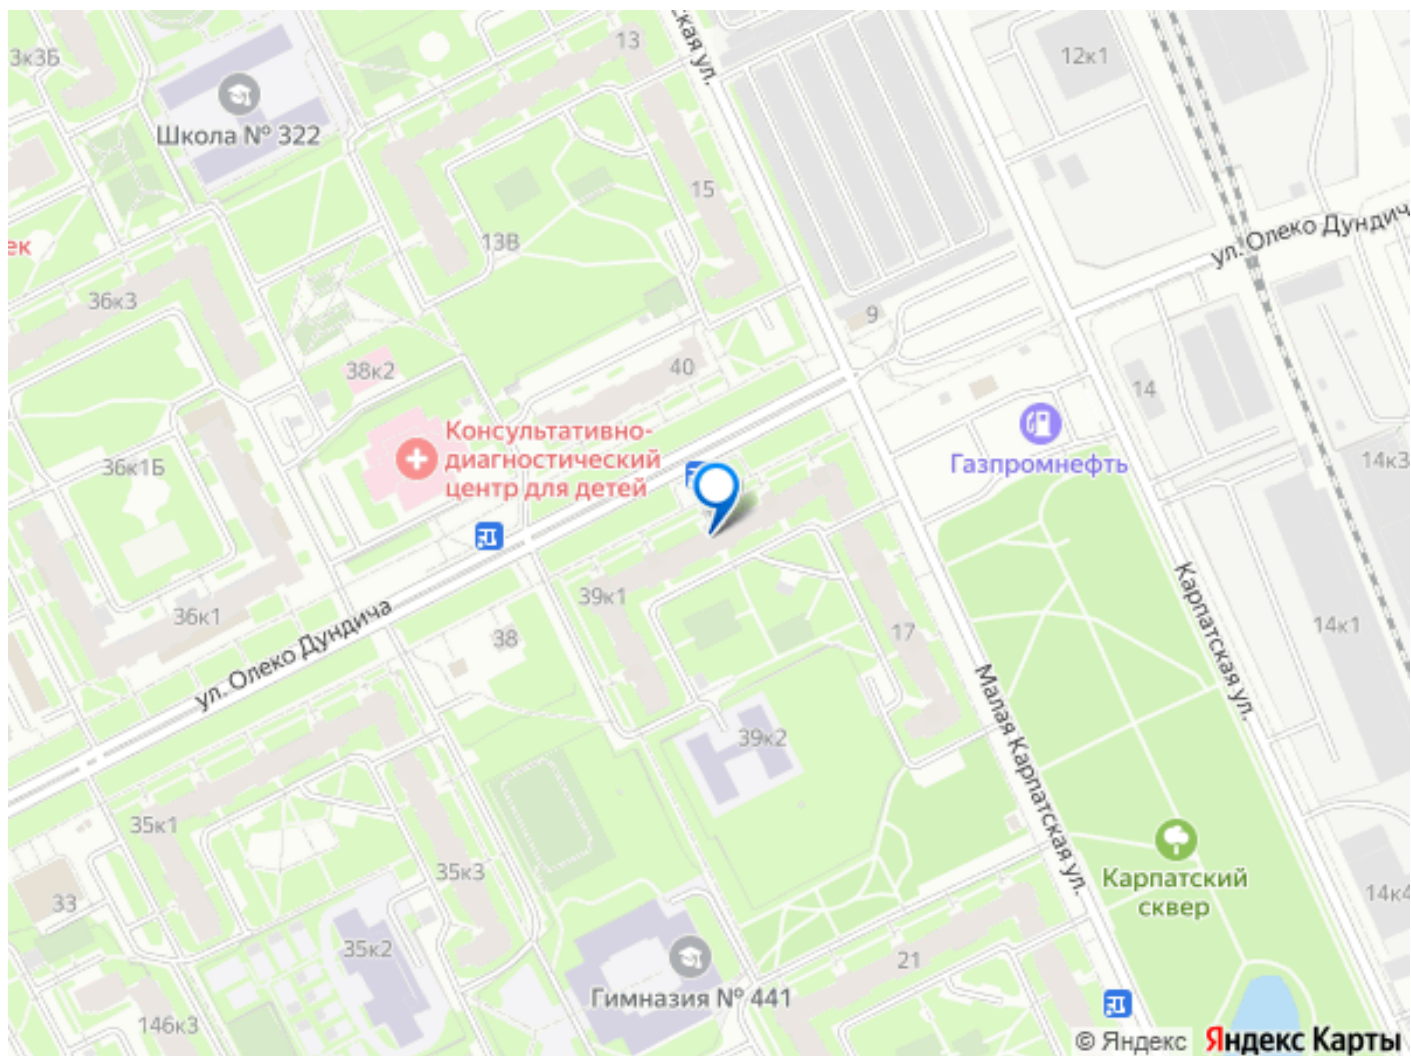 3к3Б
13
ская ул.
12к1
Школа № 322
15
ул. Олеко Дундич
13В
ек
36к3
9
40
38к2
14
Консультативно-
диагностический
центр для детей
Газпромнефть
14к3
36к1Б
39к1
36к1
Карпатская ул.
14к1
ул. Олеко Дундича
38
17
Малая Карпатская ул.
39к2
35к1
35к3
Карпатский
сквер
33
14к4
35к2
21
Гимназия № 441
146к3
© Яндекс Яндекс Карты